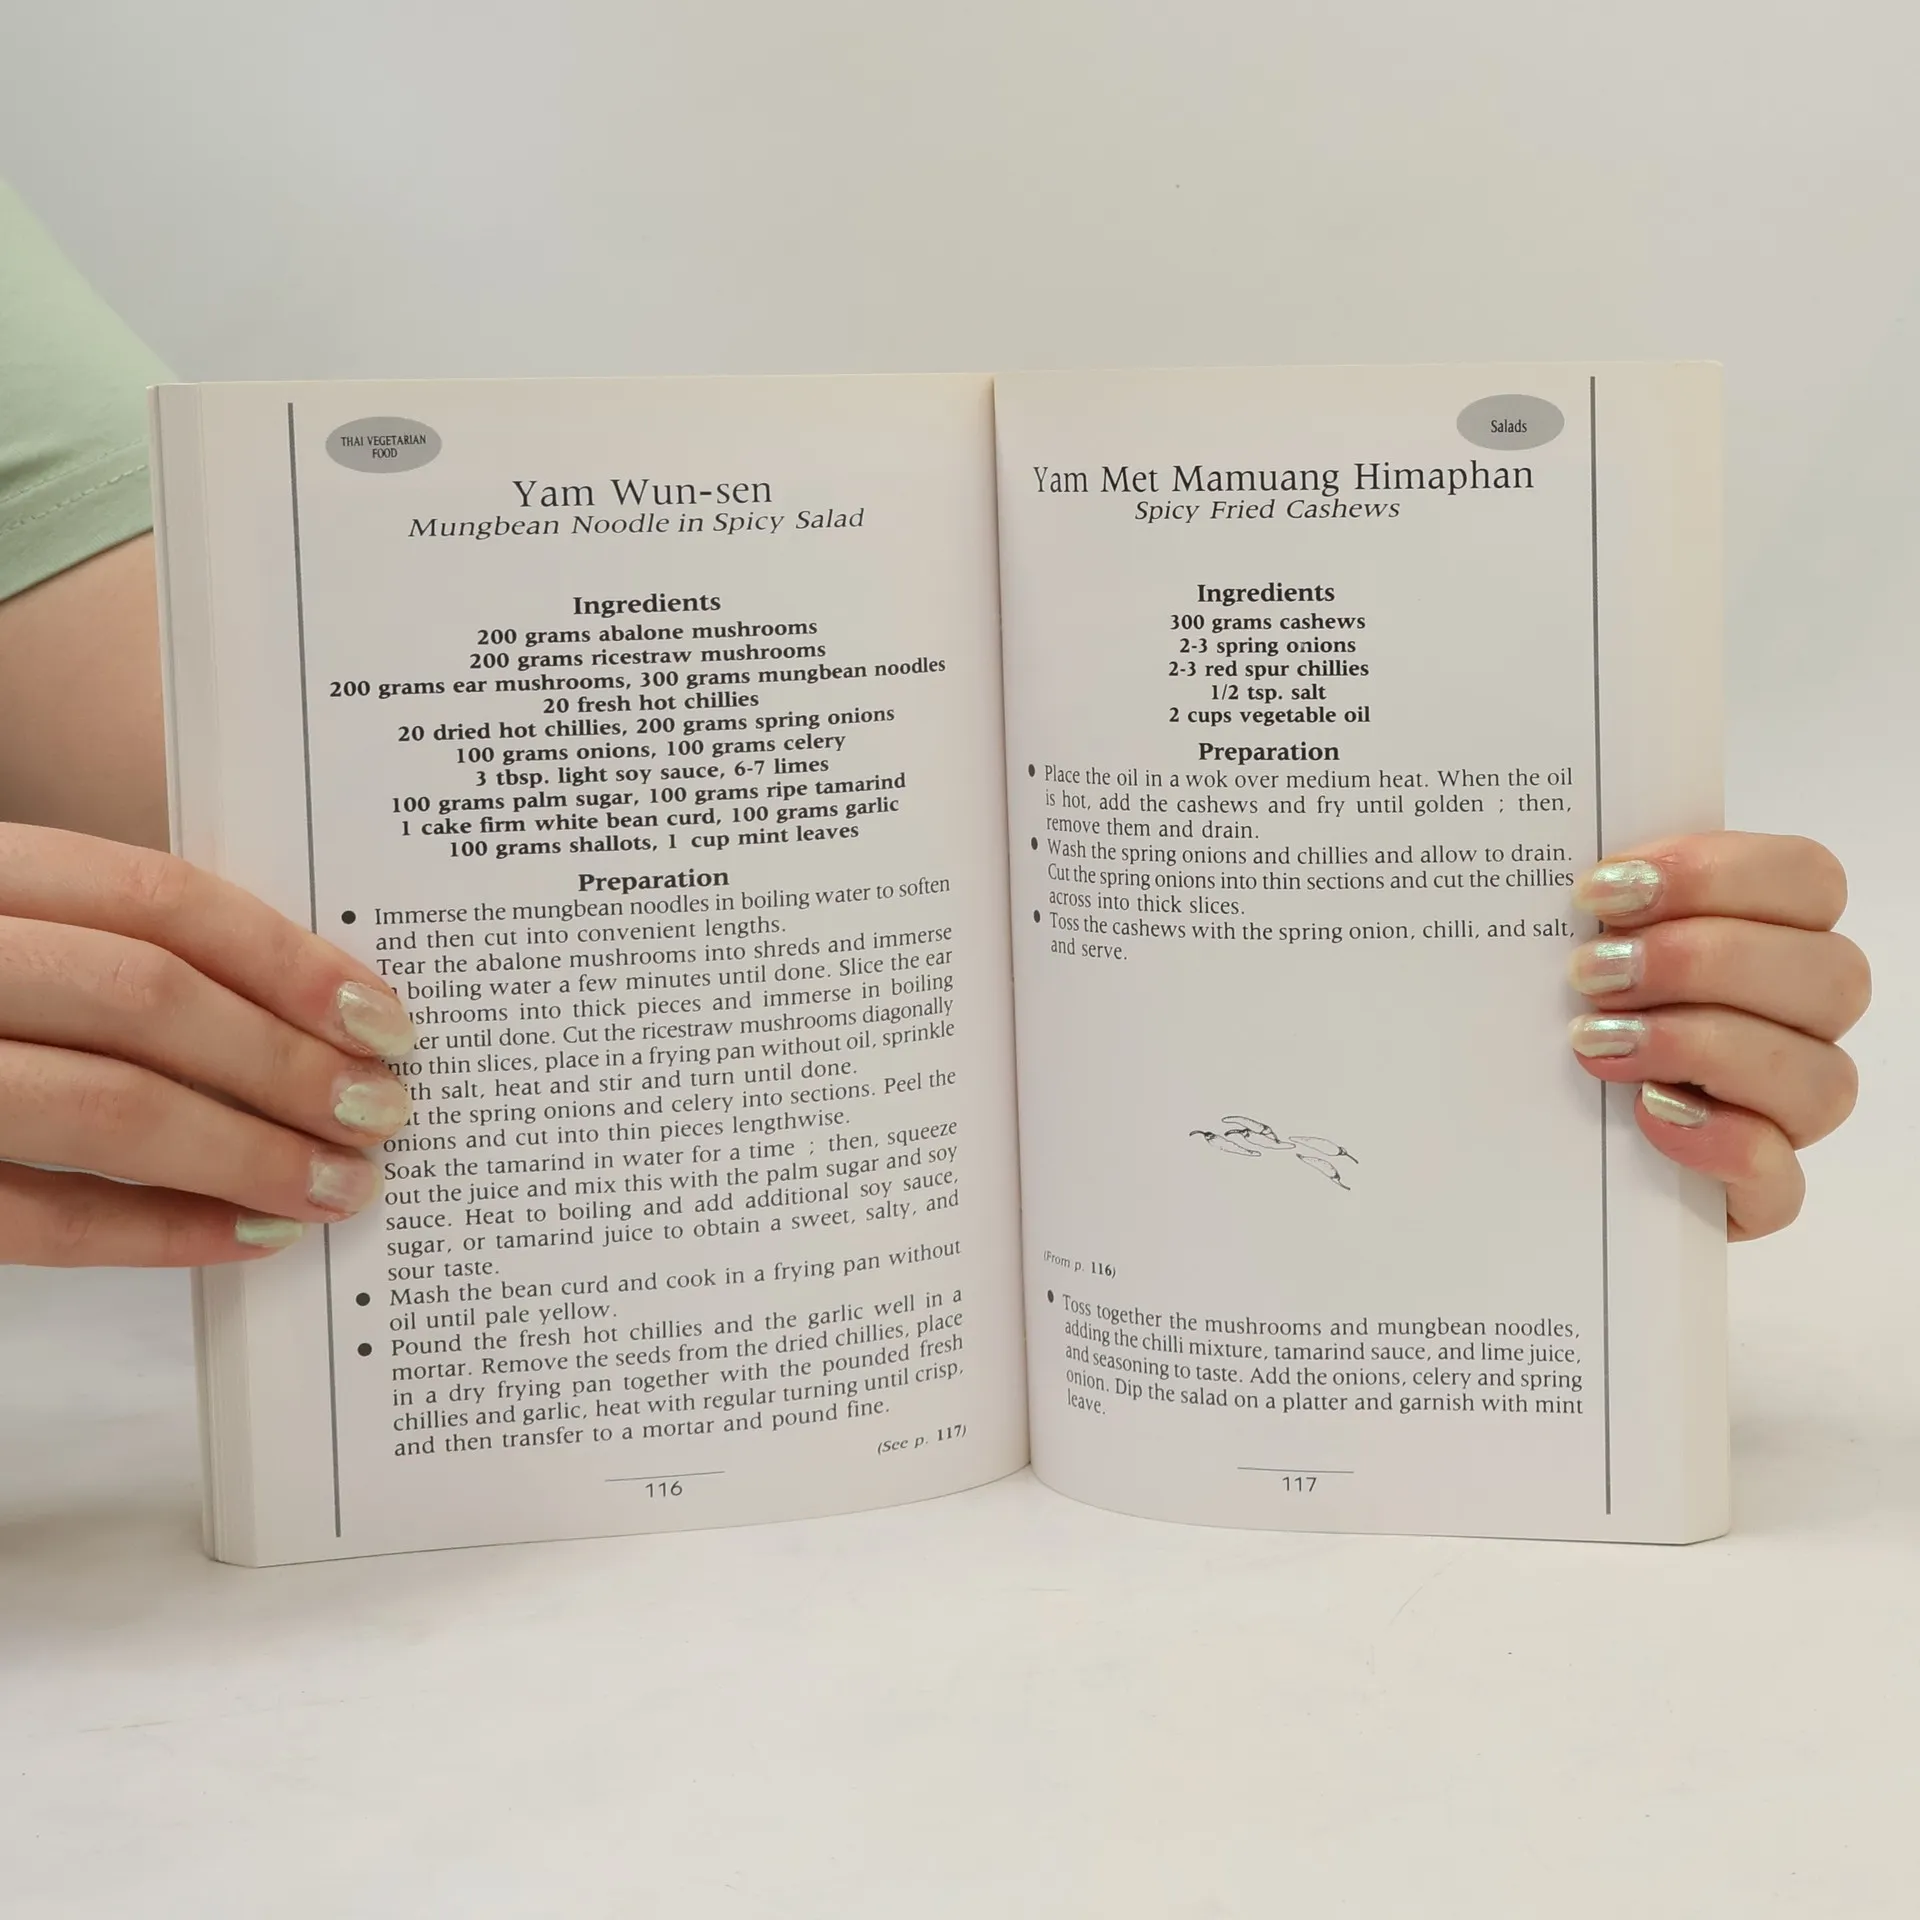 THAI VEGETARIAN
FOOD
Yam Wun-sen
Mungbean Noodle in Spicy Salad
Ingredients
200 grams abalone mushrooms
200 grams ricestraw mushrooms
200 grams ear mushrooms, 300 grams mungbean noodles
20 fresh hot chillies
20 dried hot chillies, 200 grams spring onions
100 grams onions, 100 grams celery
3 tbsp. light soy sauce, 6-7 limes
100 grams palm sugar, 100 grams ripe tamarind
1 cake firm white bean curd, 100 grams garlic
100 grams shallots, 1 cup mint leaves
Preparation
● Immerse the mungbean noodles in boiling water to soften
and then cut into convenient lengths.
Tear the abalone mushrooms into shreds and immerse
boiling water a few minutes until done. Slice the ear
into thick pieces and immerse in boiling
until done. Cut the ricestraw mushrooms diagonally
into thin slices, place in a frying pan without oil, sprinkle
salt, heat and stir and turn until done.
the spring onions and celery into sections. Peel the
onions and cut into thin pieces lengthwise.
Soak the tamarind in water for a time ; then, squeeze
out the juice and mix this with the palm sugar and soy
sauce. Heat to boiling and add additional soy sauce,
sugar, or tamarind juice to obtain a sweet, salty, and
sour taste.
● Mash the bean curd and cook in a frying pan without
oil until pale yellow.
● Pound the fresh hot chillies and the garlic well in a
mortar. Remove the seeds from the dried chillies, place
in a dry frying pan together with the pounded fresh
chillies and garlic, heat with regular turning until crisp,
and then transfer to a mortar and pound fine.
(See p. 117)
116
Salads
Yam Met Mamuang Himaphan
Spicy Fried Cashews
Ingredients
300 grams cashews
2-3 spring onions
2-3 red spur chillies
1/2 tsp. salt
2 cups vegetable oil
Preparation
● Place the oil in a wok over medium heat. When the oil
is hot, add the cashews and fry until golden ; then,
remove them and drain.
● Wash the spring onions and chillies and allow to drain.
Cut the spring onions into thin sections and cut the chillies
across into thick slices.
● Toss the cashews with the spring onion, chilli, and salt,
and serve.
(From p. 116)
● Toss together the mushrooms and mungbean noodles,
adding the chilli mixture, tamarind sauce, and lime juice,
and seasoning to taste. Add the onions, celery and spring
onion. Dip the salad on a platter and garnish with mint
leave.
117